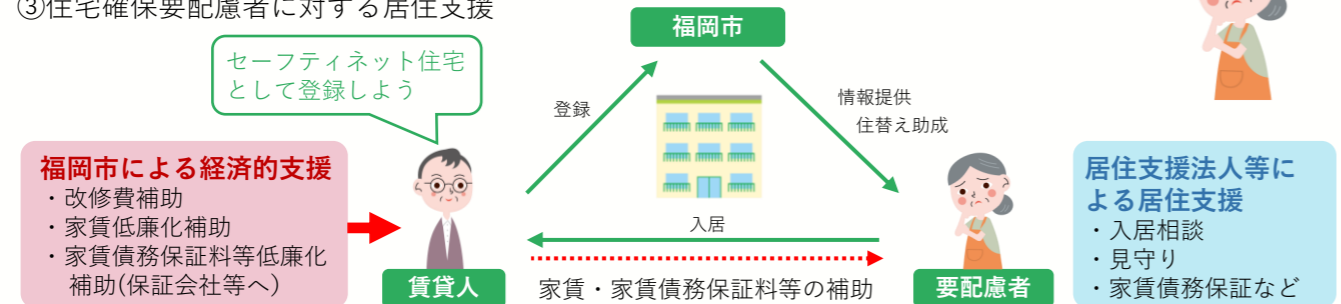 ③住宅確保要配慮者に対する居住支援
福岡市
セーフティネット住宅
として登録しよう
登録
情報提供
住替え助成
福岡市による経済的支援
・改修費補助
・家賃低廉化補助
・家賃債務保証料等低廉化
補助(保証会社等へ)
入居
賃貸人
家賃・家賃債務保証料等の補助
要配慮者
居住支援法人等に
よる居住支援
・入居相談
・見守り
・家賃債務保証など